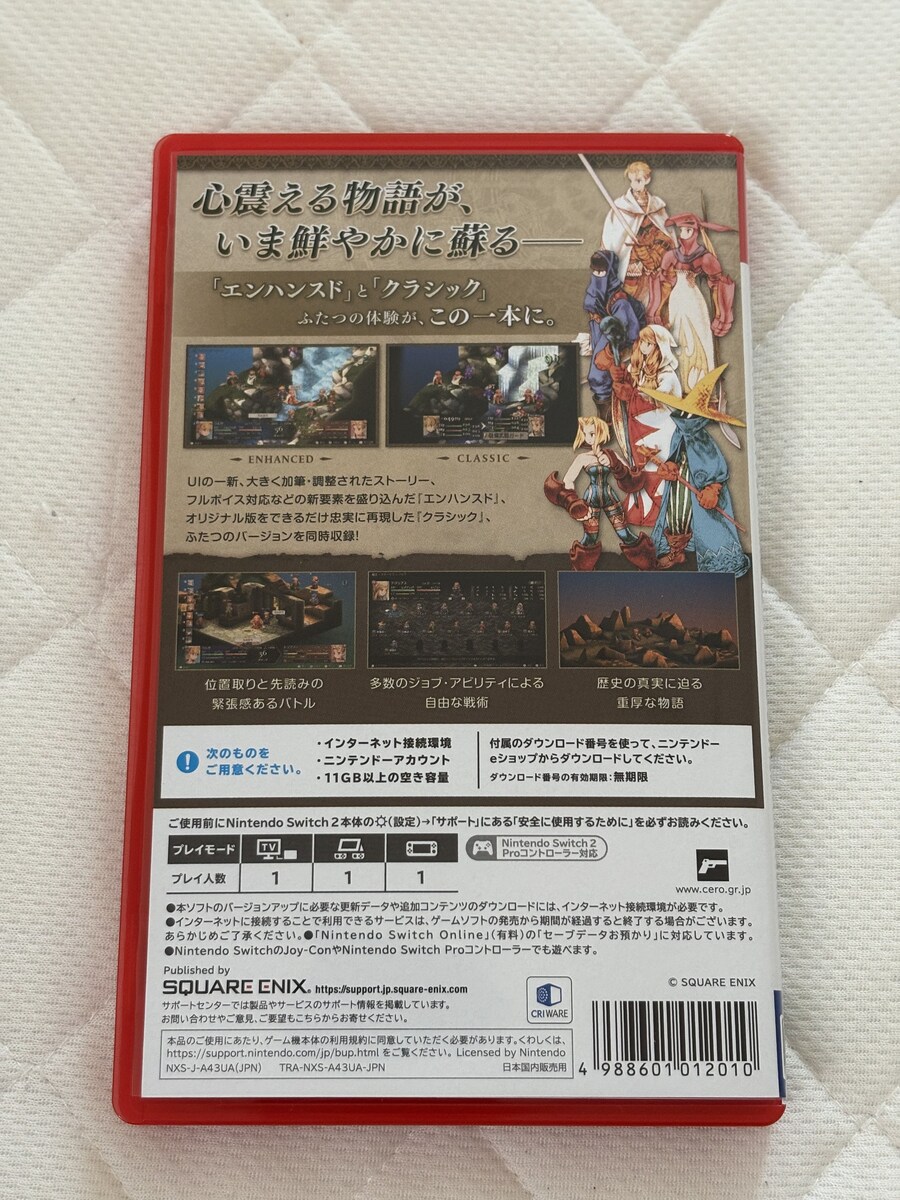 心震える物語が、
いま鮮やかに蘇る──
「エンハンスド」と「クラシック」
ふたつの体験が、この一本に。
ENHANCED
CLASSIC
UIの一新、大きく加筆・調整されたストーリー、
フルボイス対応などの新要素を盛り込んだ「エンハンスド」、
オリジナル版をできるだけ忠実に再現した「クラシック」、
ふたつのバージョンを同時収録!
位置取りと先読みの
緊張感あるバトル
多数のジョブ・アビリティによる
自由な戦術
歴史の真実に迫る
重厚な物語
次のものを
ご用意ください。
・インターネット接続環境
・ニンテンドーアカウント
・11GB以上の空き容量
付属のダウンロード番号を使って、ニンテンドー
eショップからダウンロードしてください。
ダウンロード番号の有効期限:無期限
ご使用前にNintendo Switch 2本体の(設定)→「サポート」にある「安全に使用するために」を必ずお読みください。
プレイモード TV
プレイ人数 1 1 1
Nintendo Switch 2
Proコントローラー対応
www.cero.gr.jp
●本ソフトのバージョンアップに必要な更新データや追加コンテンツのダウンロードには、インターネット接続環境が必要です。
●インターネットに接続することで利用できるサービスは、ゲームソフトの発売から期間が経過すると終了する場合がございます。
あらかじめご了承ください。●「Nintendo Switch Online」(有料)の「セーブデータお預かり」に対応しています。
●Nintendo SwitchのJoy-ConやNintendo Switch Proコントローラーでも遊べます。
Published by
SQUARE ENIX. https://support.jp.square-enix.com
サポートセンターでは製品やサービスのサポート情報を掲載しています。
お問い合わせやご意見、ご要望もこちらからお寄せください。
CRIWARE
© SQUARE ENIX
本品のご使用にあたり、ゲーム機本体の利用規約に同意していただく必要があります。くわしくは、
https://support.nintendo.com/jp/bup.html をご覧ください。 Licensed by Nintendo
NXS-J-A43UA(JPN) TRA-NXS-A43UA-JPN 日本国内販売用
4 988601 012010